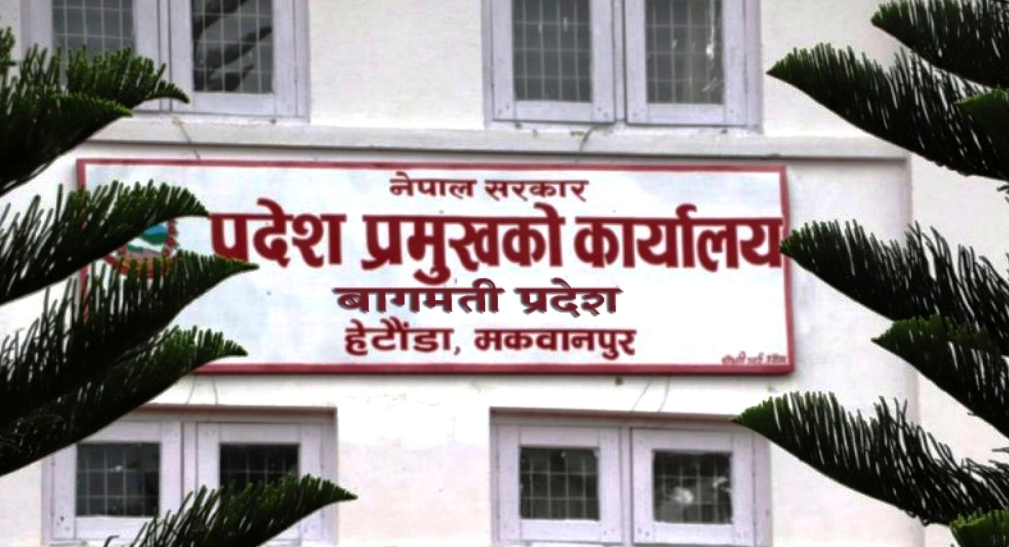 नेपाल सरकार
प्रदेश प्रमुखको कार्यालय
बागमती प्रदेश
हेटौंडा, मकवानपुर